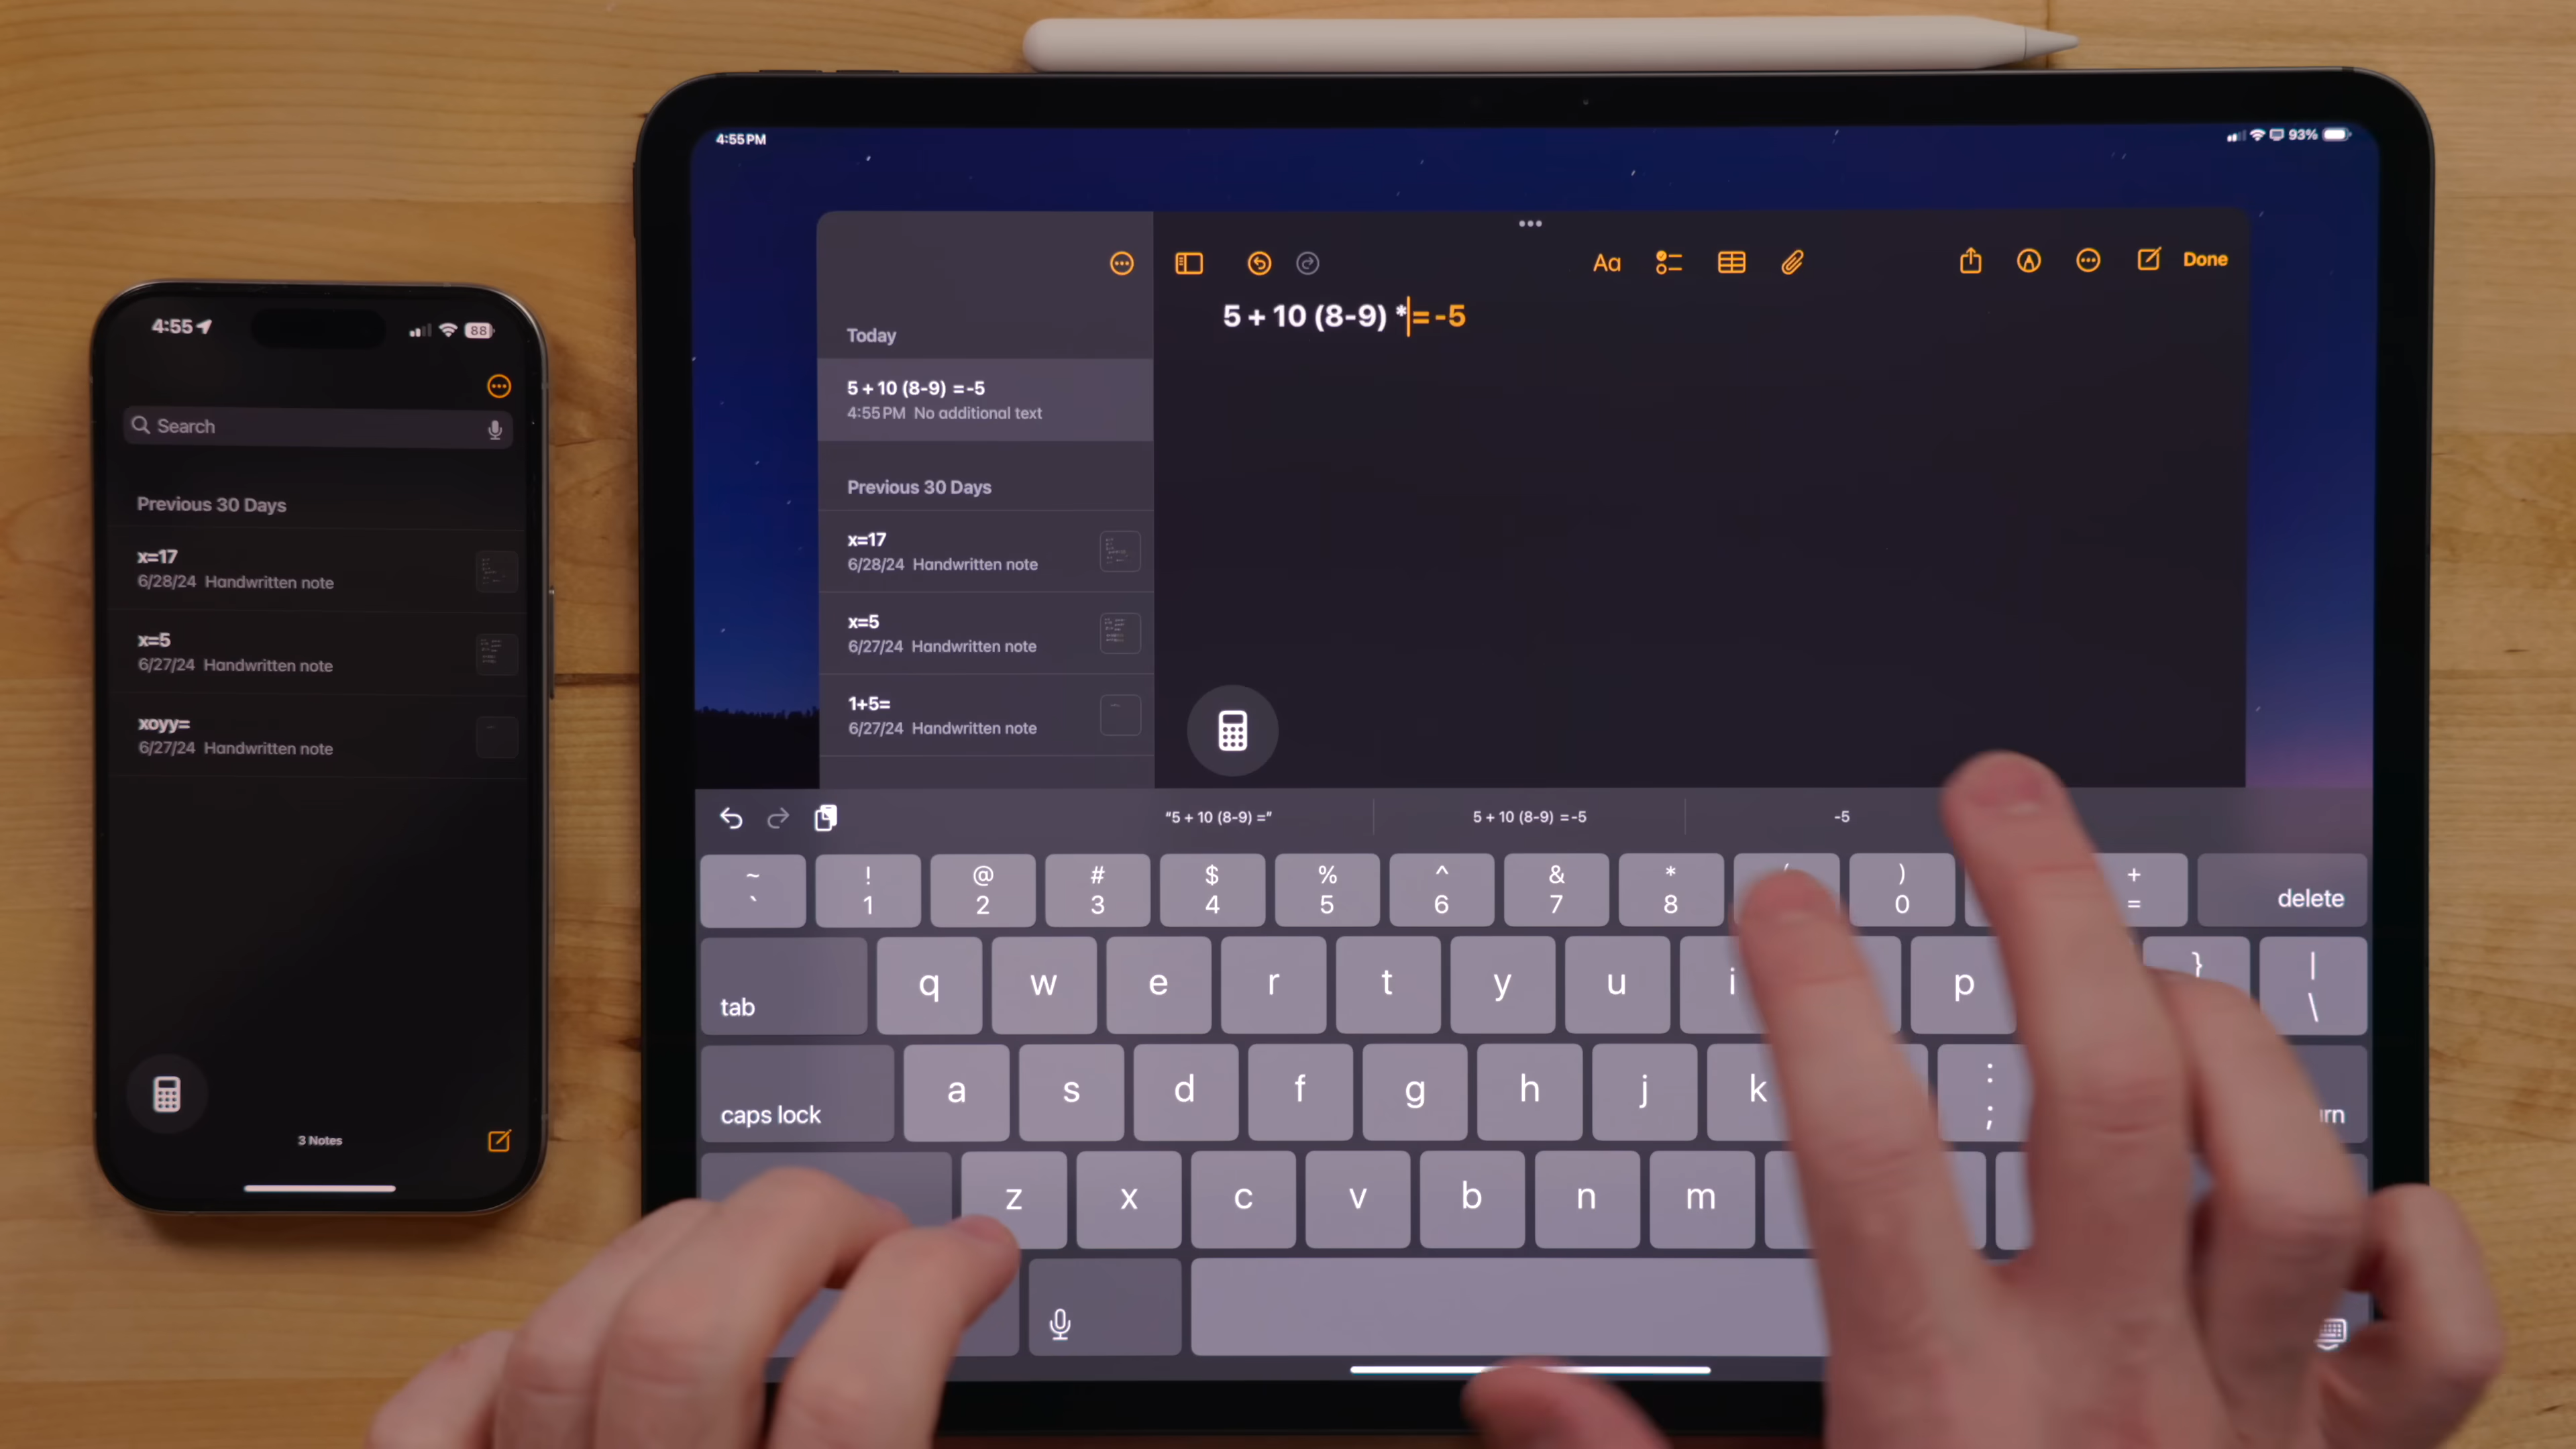 4:55
88
Search
Previous 30 Days
x=17
6/28/24 Handwritten note
x=5
6/27/24 Handwritten note
xoyy=
6/27/24 Handwritten note
3 Notes
4:55 PM
93%
Today
5 + 10 (8-9) = -5
4:55 PM No additional text
Previous 30 Days
x=17
6/28/24 Handwritten note
x=5
6/27/24 Handwritten note
1+5=
6/27/24 Handwritten note
Aa
Done
5 + 10 (8-9) *= -5
“5 + 10 (8-9) =” 5 + 10 (8-9) = -5 -5
~ ! @ # $ % ^ & * ) +
` 1 2 3 4 5 6 7 8 0 = delete
tab q w e r t y u i p } | \
caps lock a s d f g h j k : ;
z x c v b n m